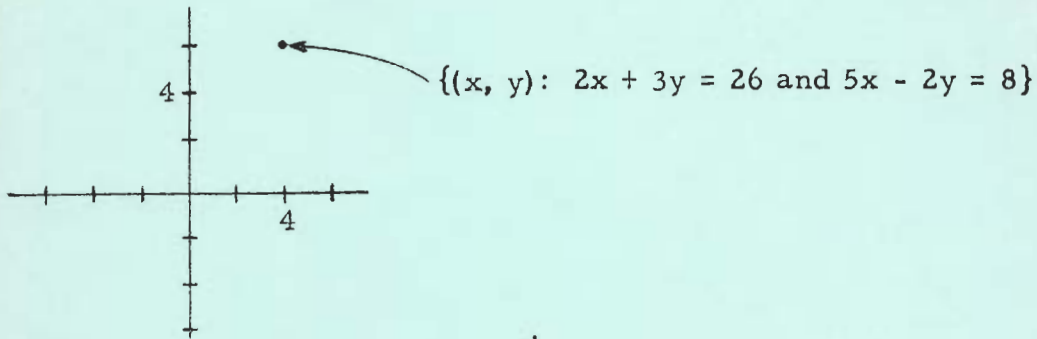 {(x, y): 2x + 3y = 26 and 5x - 2y = 8}
4
4